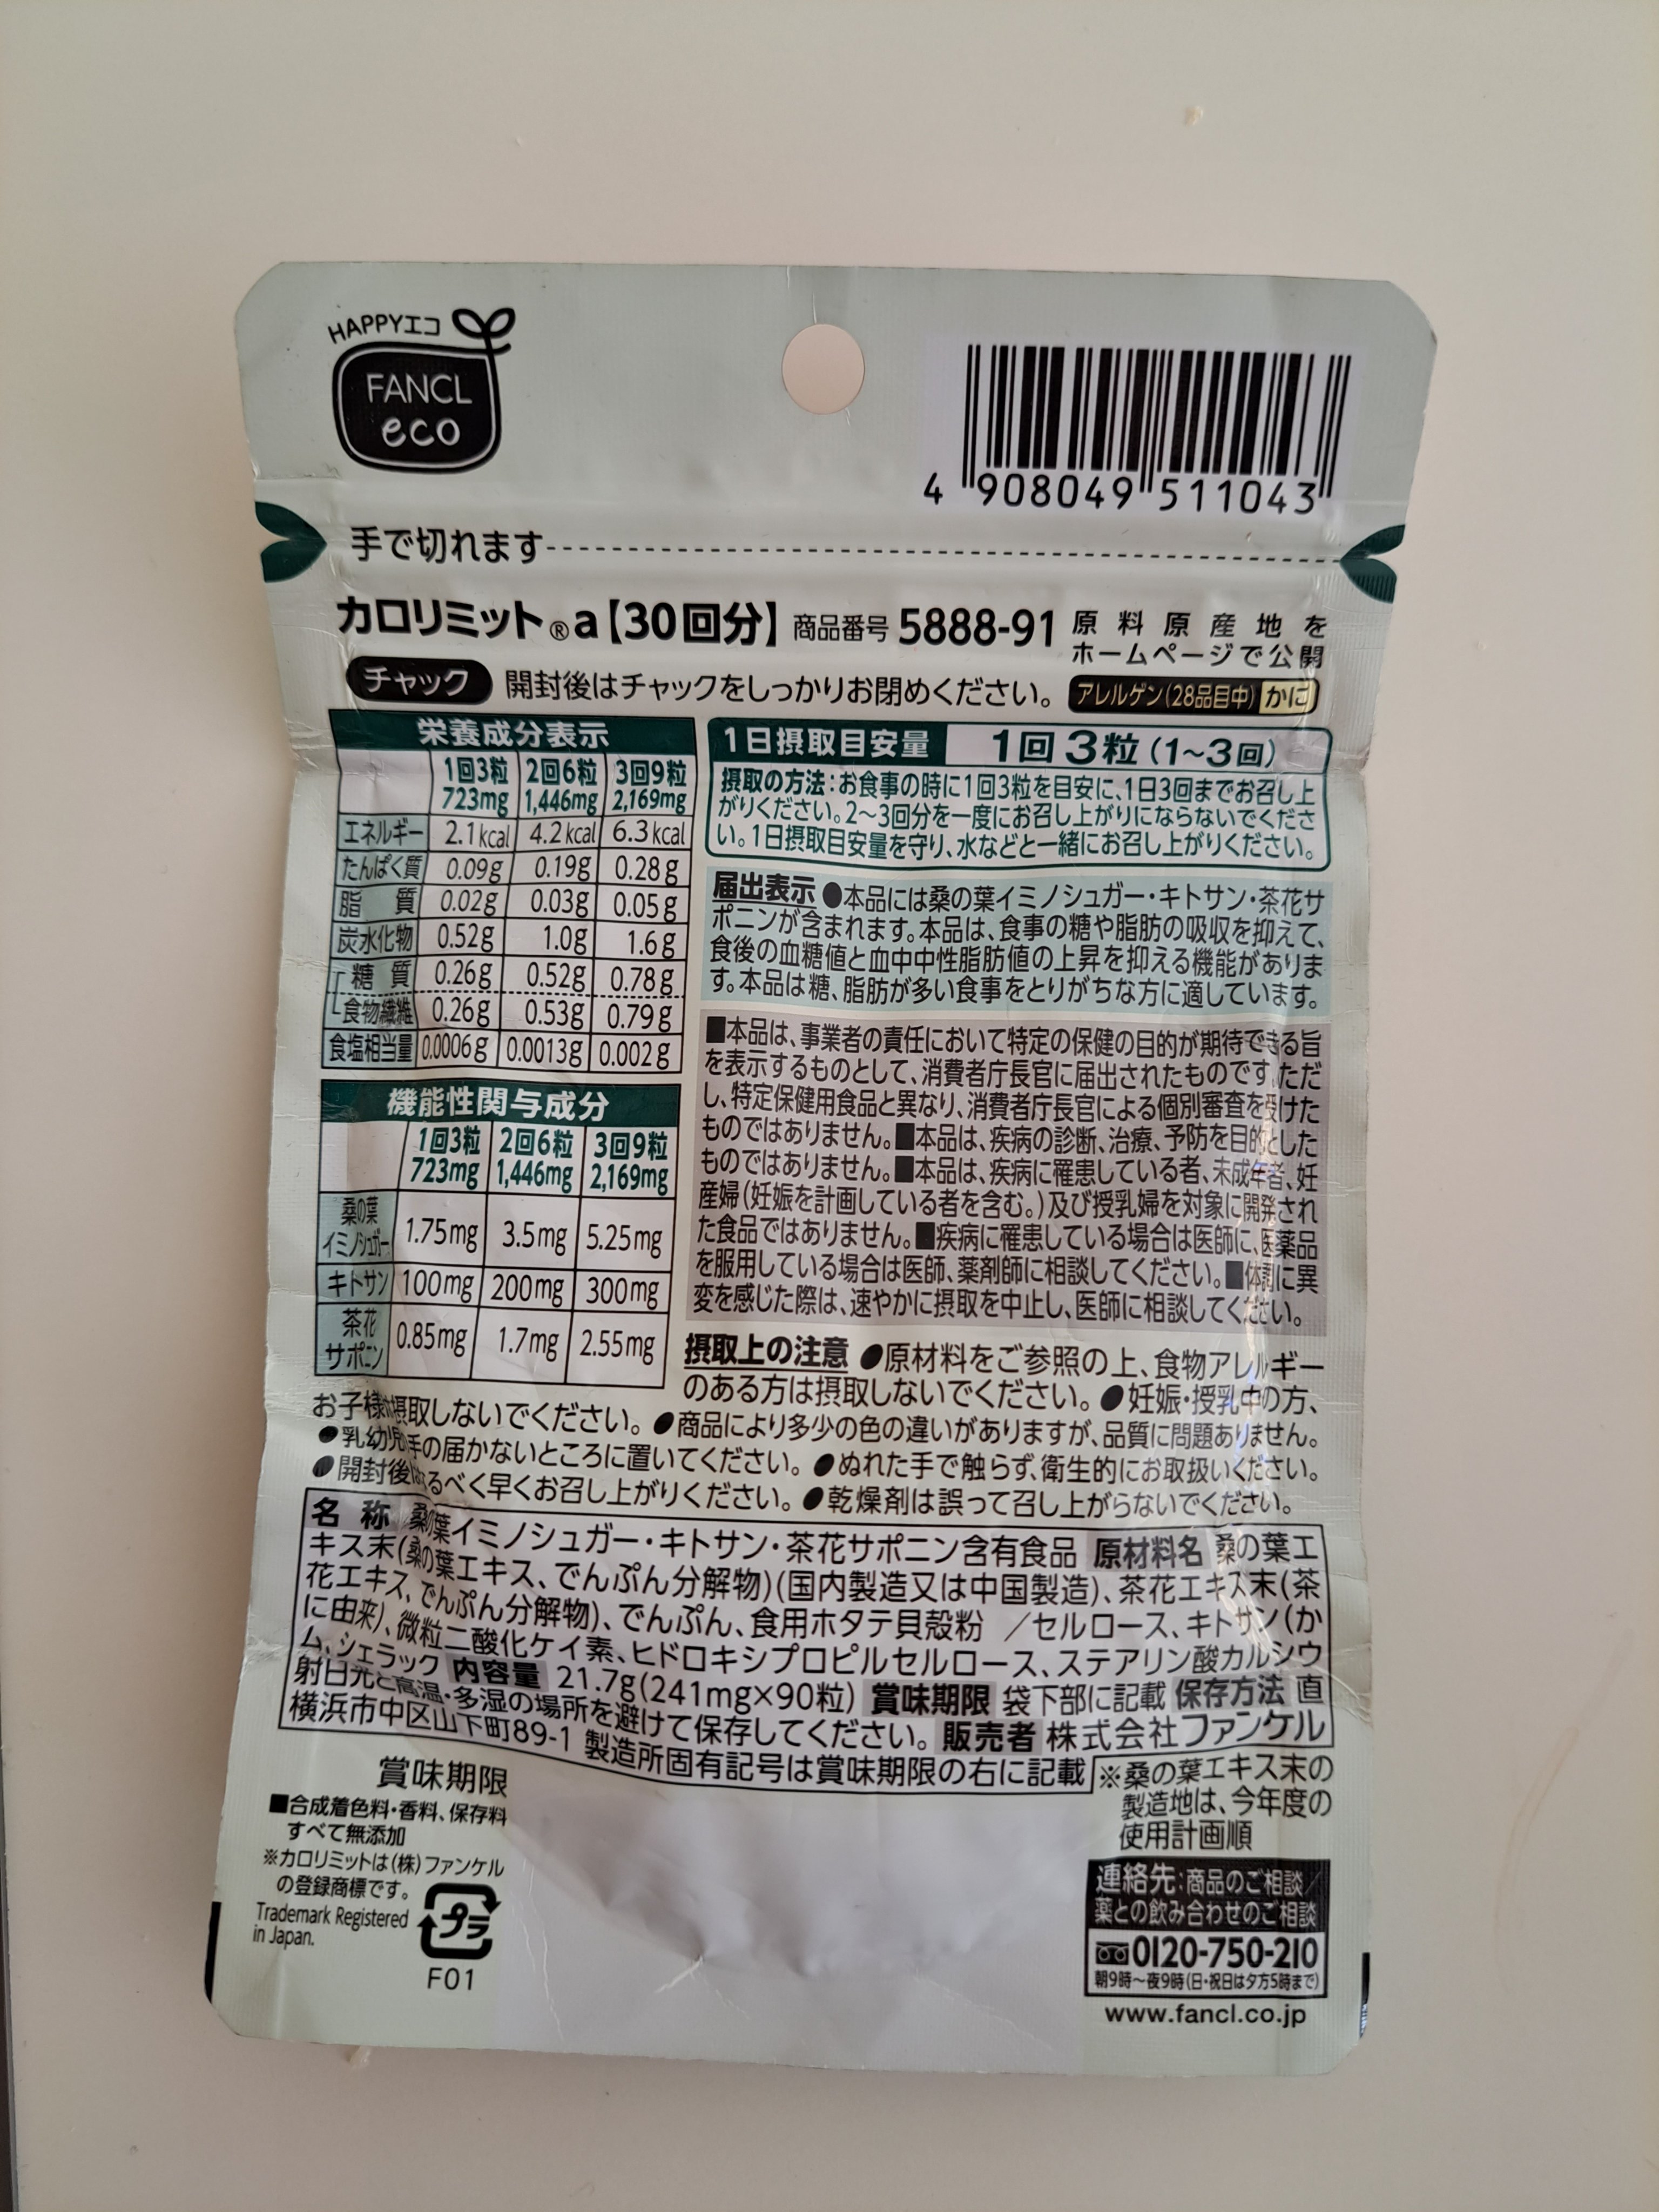 HAPPYエコ
FANCL
eco
4 908049 511043
手で切れます
カロリミット®a【30回分】 商品番号 5888-91 原料原産地を
ホームページで公開
チャック 開封後はチャックをしっかりお閉めください。 アレルゲン(28品目中) かに
栄養成分表示
1回3粒 2回6粒 3回9粒
723mg 1,446mg 2,169mg
エネルギー 2.1kcal 4.2kcal 6.3kcal
たんぱく質 0.09g 0.19g 0.28g
脂質 0.02g 0.03g 0.05g
炭水化物 0.52g 1.0g 1.6g
糖質 0.26g 0.52g 0.78g
食物繊維 0.26g 0.53g 0.79g
食塩相当量 0.0006g 0.0013g 0.002g
機能性関与成分
1回3粒 2回6粒 3回9粒
723mg 1,446mg 2,169mg
桑の葉
イミノシュガー 1.75mg 3.5mg 5.25mg
キトサン 100mg 200mg 300mg
茶花
サポニン 0.85mg 1.7mg 2.55mg
1日摂取目安量 1回3粒(1~3回)
摂取の方法:お食事の時に1回3粒を目安に、1日3回までお召し上
がりください。2~3回分を一度にお召し上がりにならないでくださ
い。1日摂取目安量を守り、水などと一緒にお召し上がりください。
届出表示 ●本品には桑の葉イミノシュガー・キトサン・茶花サ
ポニンが含まれます。本品は、食事の糖や脂肪の吸収を抑えて、
食後の血糖値と血中中性脂肪値の上昇を抑える機能がありま
す。本品は糖、脂肪が多い食事をとりがちな方に適しています。
■本品は、事業者の責任において特定の保健の目的が期待できる旨
を表示するものとして、消費者庁長官に届出されたものです。ただ
し、特定保健用食品と異なり、消費者庁長官による個別審査を受けた
ものではありません。■本品は、疾病の診断、治療、予防を目的とした
ものではありません。■本品は、疾病に罹患している者、未成年者、妊
産婦(妊娠を計画している者を含む。)及び授乳婦を対象に開発され
た食品ではありません。■疾病に罹患している場合は医師に、医薬品
を服用している場合は医師、薬剤師に相談してください。■体調に異
変を感じた際は、速やかに摂取を中止し、医師に相談してください。
摂取上の注意 ●原材料をご参照の上、食物アレルギー
のある方は摂取しないでください。●妊娠・授乳中の方、
お子様は摂取しないでください。●商品により多少の色の違いがありますが、品質に問題ありません。
●乳幼児の手の届かないところに置いてください。●ぬれた手で触らず、衛生的にお取扱いください。
●開封後はなるべく早くお召し上がりください。●乾燥剤は誤って召し上がらないでください。
名称 桑の葉イミノシュガー・キトサン・茶花サポニン含有食品 原材料名 桑の葉エ
キス末(桑の葉エキス、でんぷん分解物)(国内製造又は中国製造)、茶花エキス末(茶
花エキス、でんぷん分解物)、でんぷん、食用ホタテ貝殻粉 /セルロース、キトサン(か
に由来)、微粒二酸化ケイ素、ヒドロキシプロピルセルロース、ステアリン酸カルシウ
ム、シェラック 内容量 21.7g(241mg×90粒) 賞味期限 袋下部に記載 保存方法 直
射日光と高温・多湿の場所を避けて保存してください。 販売者 株式会社ファンケル
横浜市中区山下町89-1 製造所固有記号は賞味期限の右に記載
※桑の葉エキス末の
製造地は、今年度の
使用計画順
賞味期限
■合成着色料・香料、保存料
すべて無添加
※カロリミットは(株)ファンケル
の登録商標です。
Trademark Registered
in Japan.
プラ
F01
連絡先:商品のご相談/
薬との飲み合わせのご相談
0120-750-210
朝9時~夜9時(日・祝日は夕方5時まで)
www.fancl.co.jp